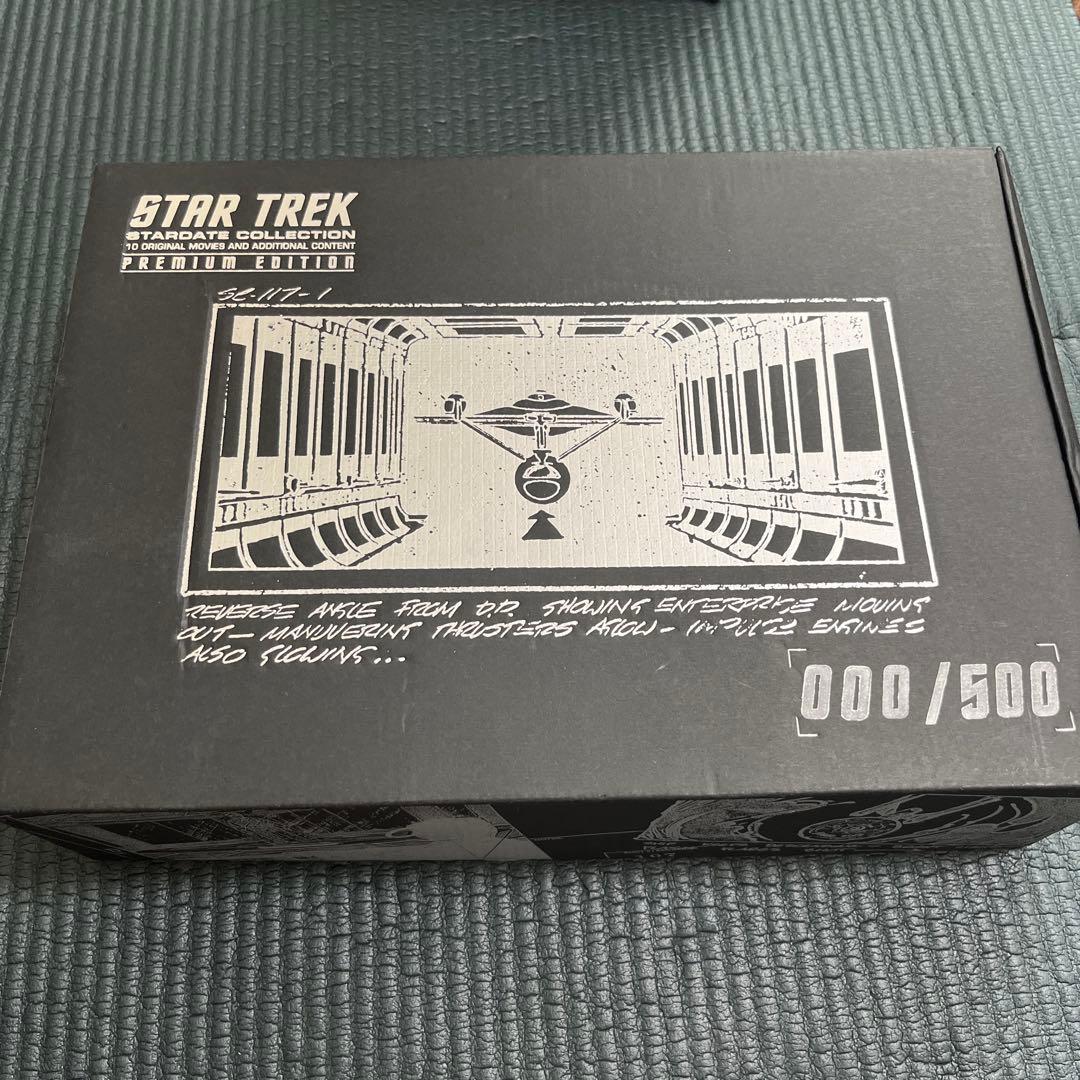 STAR TREK
STARDATE COLLECTION
10 ORIGINAL MOVIES AND ADDITIONAL CONTENT
PREMIUM EDITION
SC-117-1
REVERSE ANGLE FROM D.D. SHOWING ENTERPRISE MOVING
OUT - MANUVERING THRUSTERS AGLOW - IMPULSE ENGINES
ALSO GLOWING...
000/500